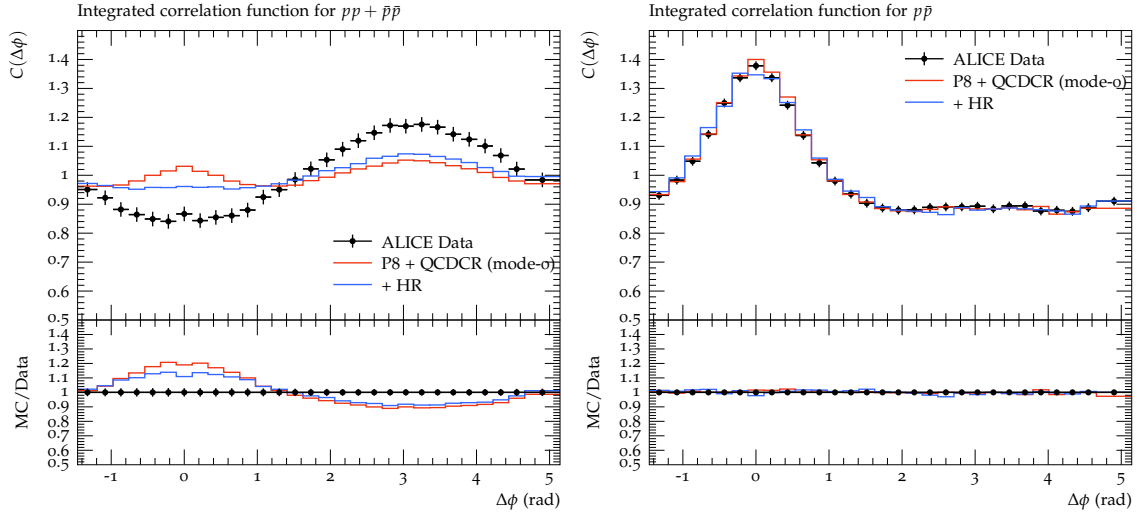 Integrated correlation function for pp + p̄p̄
C(Δϕ)
1.4
1.3
1.2
1.1
1
0.9
0.8
0.7
0.6
0.5
ALICE Data
P8 + QCDCR (mode-0)
+ HR
MC/Data
1.4
1.3
1.2
1.1
1
0.9
0.8
0.7
0.6
0.5
-1 0 1 2 3 4 5
Δϕ (rad)
Integrated correlation function for pp̄
C(Δϕ)
1.4
1.3
1.2
1.1
1
0.9
0.8
0.7
0.6
0.5
ALICE Data
P8 + QCDCR (mode-0)
+ HR
MC/Data
1.4
1.3
1.2
1.1
1
0.9
0.8
0.7
0.6
0.5
-1 0 1 2 3 4 5
Δϕ (rad)